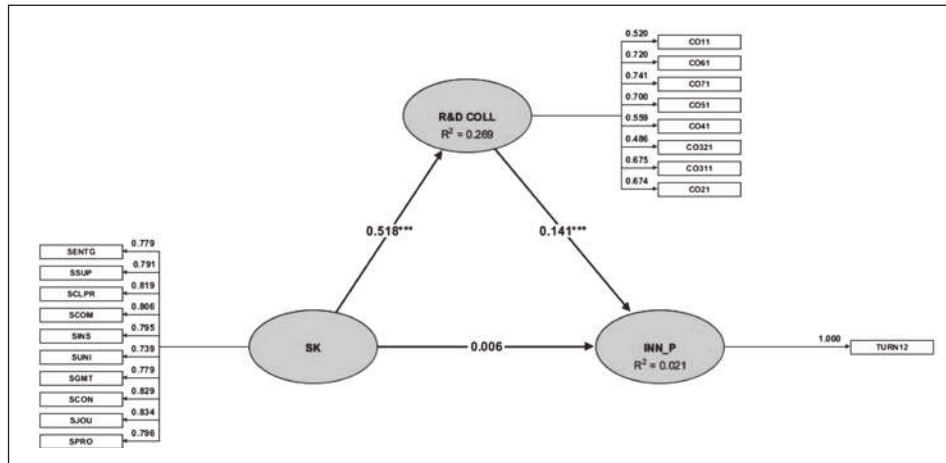 0.520 CO11
0.720 CO61
0.741 CO71
0.700 CO51
0.559 CO41
0.486 CO321
0.675 CO311
0.674 CO21
R&D COLL
R² = 0.269
0.518***
0.141***
0.779 SENTG
0.791 SSUP
0.819 SCLPR
0.806 SCOM
0.795 SINS
0.739 SUNI
0.779 SGMT
0.829 SCON
0.834 SJOU
0.796 SPRO
SK
0.006
INN_P
R² = 0.021
1.000 TURN12